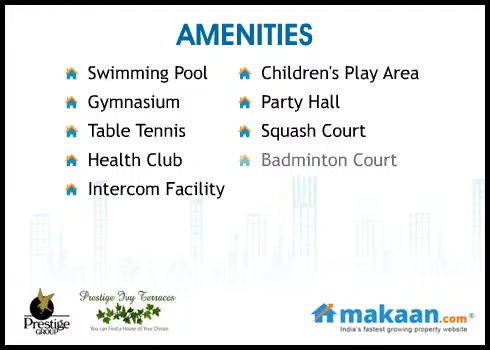 AMENITIES
Swimming Pool
Gymnasium
Table Tennis
Health Club
Intercom Facility
Children's Play Area
Party Hall
Squash Court
Badminton Court
Prestige
GROUP
Prestige Ivy Terraces
You can Find a House of Your Dream
makaan.com®
India's fastest growing property website